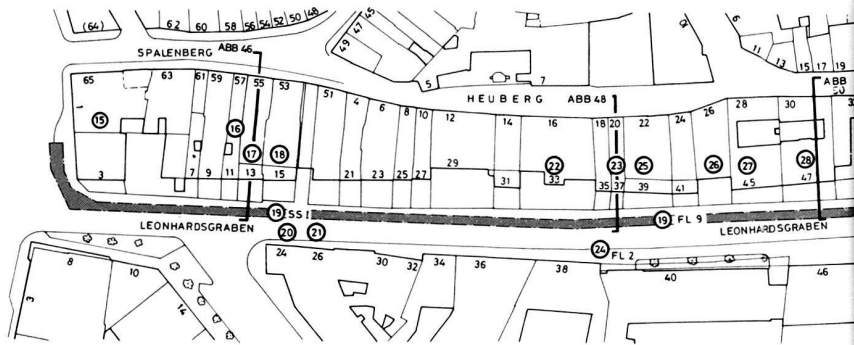 (64) 62 60 58 56 54 52 50 48
49 47 45
9
11 13 15 17 19
SPALENBERG ABB 46
5 7
HEUBERG ABB 48
ABB 50
65 63 61 59 57 55 53 51 4 6 8 10 12 14 16 18 20 22 24 26 28 30
1
15 16 17 18 22 23 25 26 27 28
3 7 9 11 13 15 21 23 25 27 29 31 33 35 37 39 41 45 47
LEONHARDSGRABEN 19 SS 1 19 FL 9 LEONHARDSGRABEN
20 21 24 FL 2
3 8 10 14 24 26 30 32 34 36 38 40 46